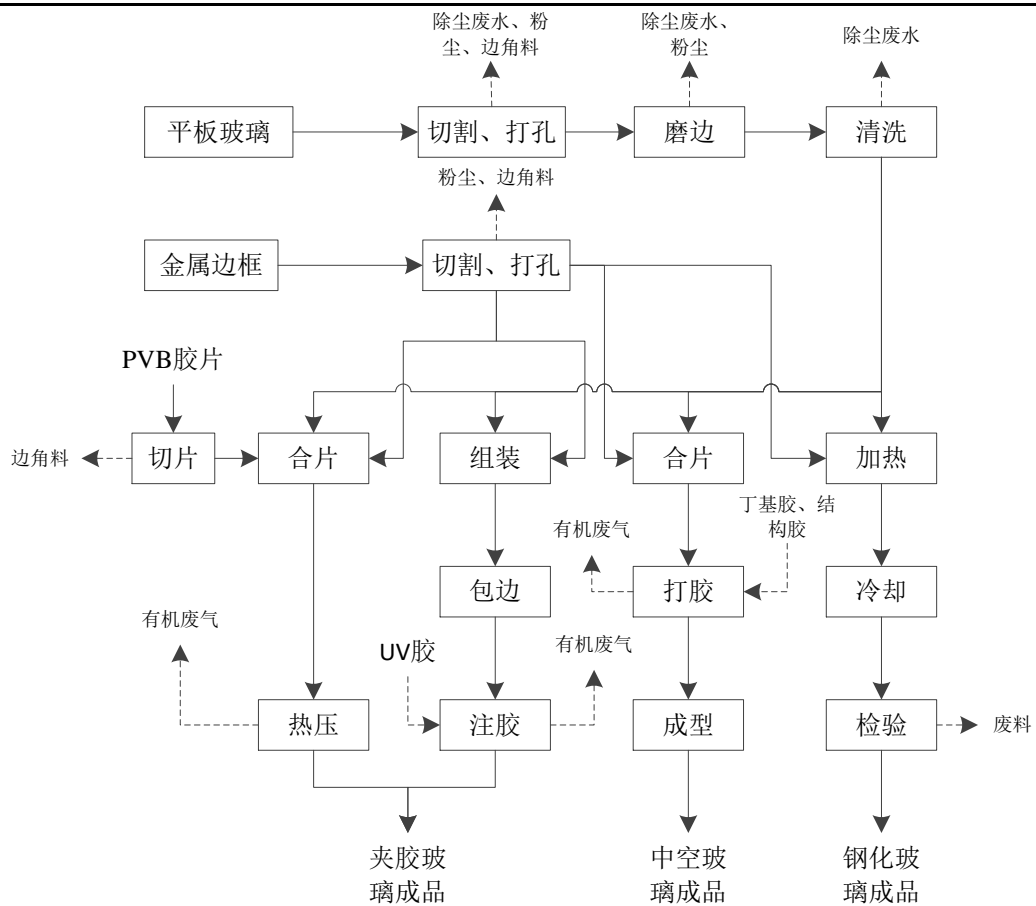 除尘废水、粉
尘、边角料
除尘废水、
粉尘
除尘废水
平板玻璃
切割、打孔
磨边
清洗
粉尘、边角料
金属边框
切割、打孔
PVB胶片
边角料
切片
合片
组装
合片
加热
丁基胶、结
构胶
有机废气
包边
打胶
冷却
有机废气
UV胶
有机废气
热压
注胶
成型
检验
废料
夹胶玻
璃成品
中空玻
璃成品
钢化玻
璃成品